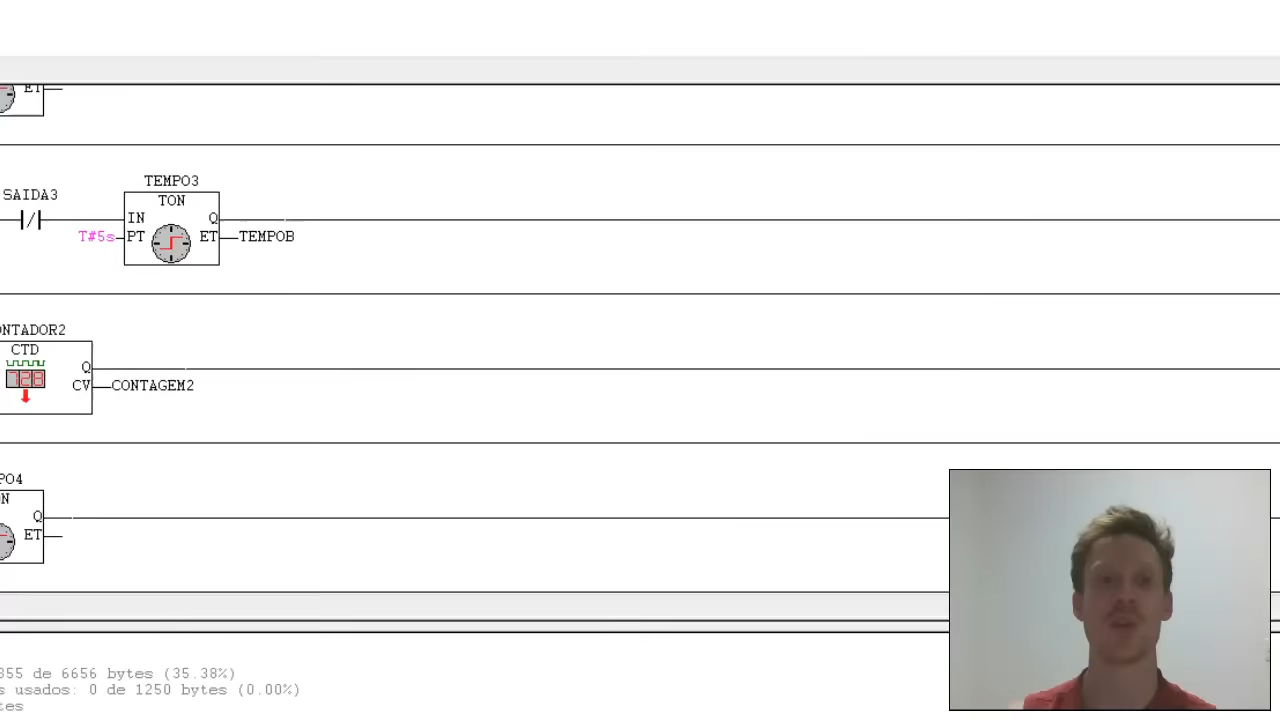 ET
TEMPO3
SAIDA3
TON
IN Q
T#5s PT ET TEMPOB
NTADOR2
CTD
Q
CV CONTAGEM2
PO4
N
Q
ET
355 de 6656 bytes (35.38%)
s usados: 0 de 1250 bytes (0.00%)
tes